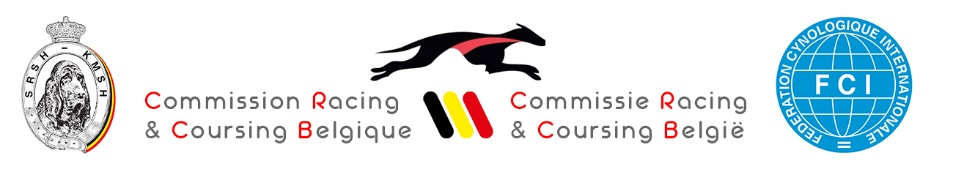 SRSH - KMSH
Commission Racing
& Coursing Belgique
Commissie Racing
& Coursing België
FEDERATION CYNOLOGIQUE INTERNATIONALE
FCI